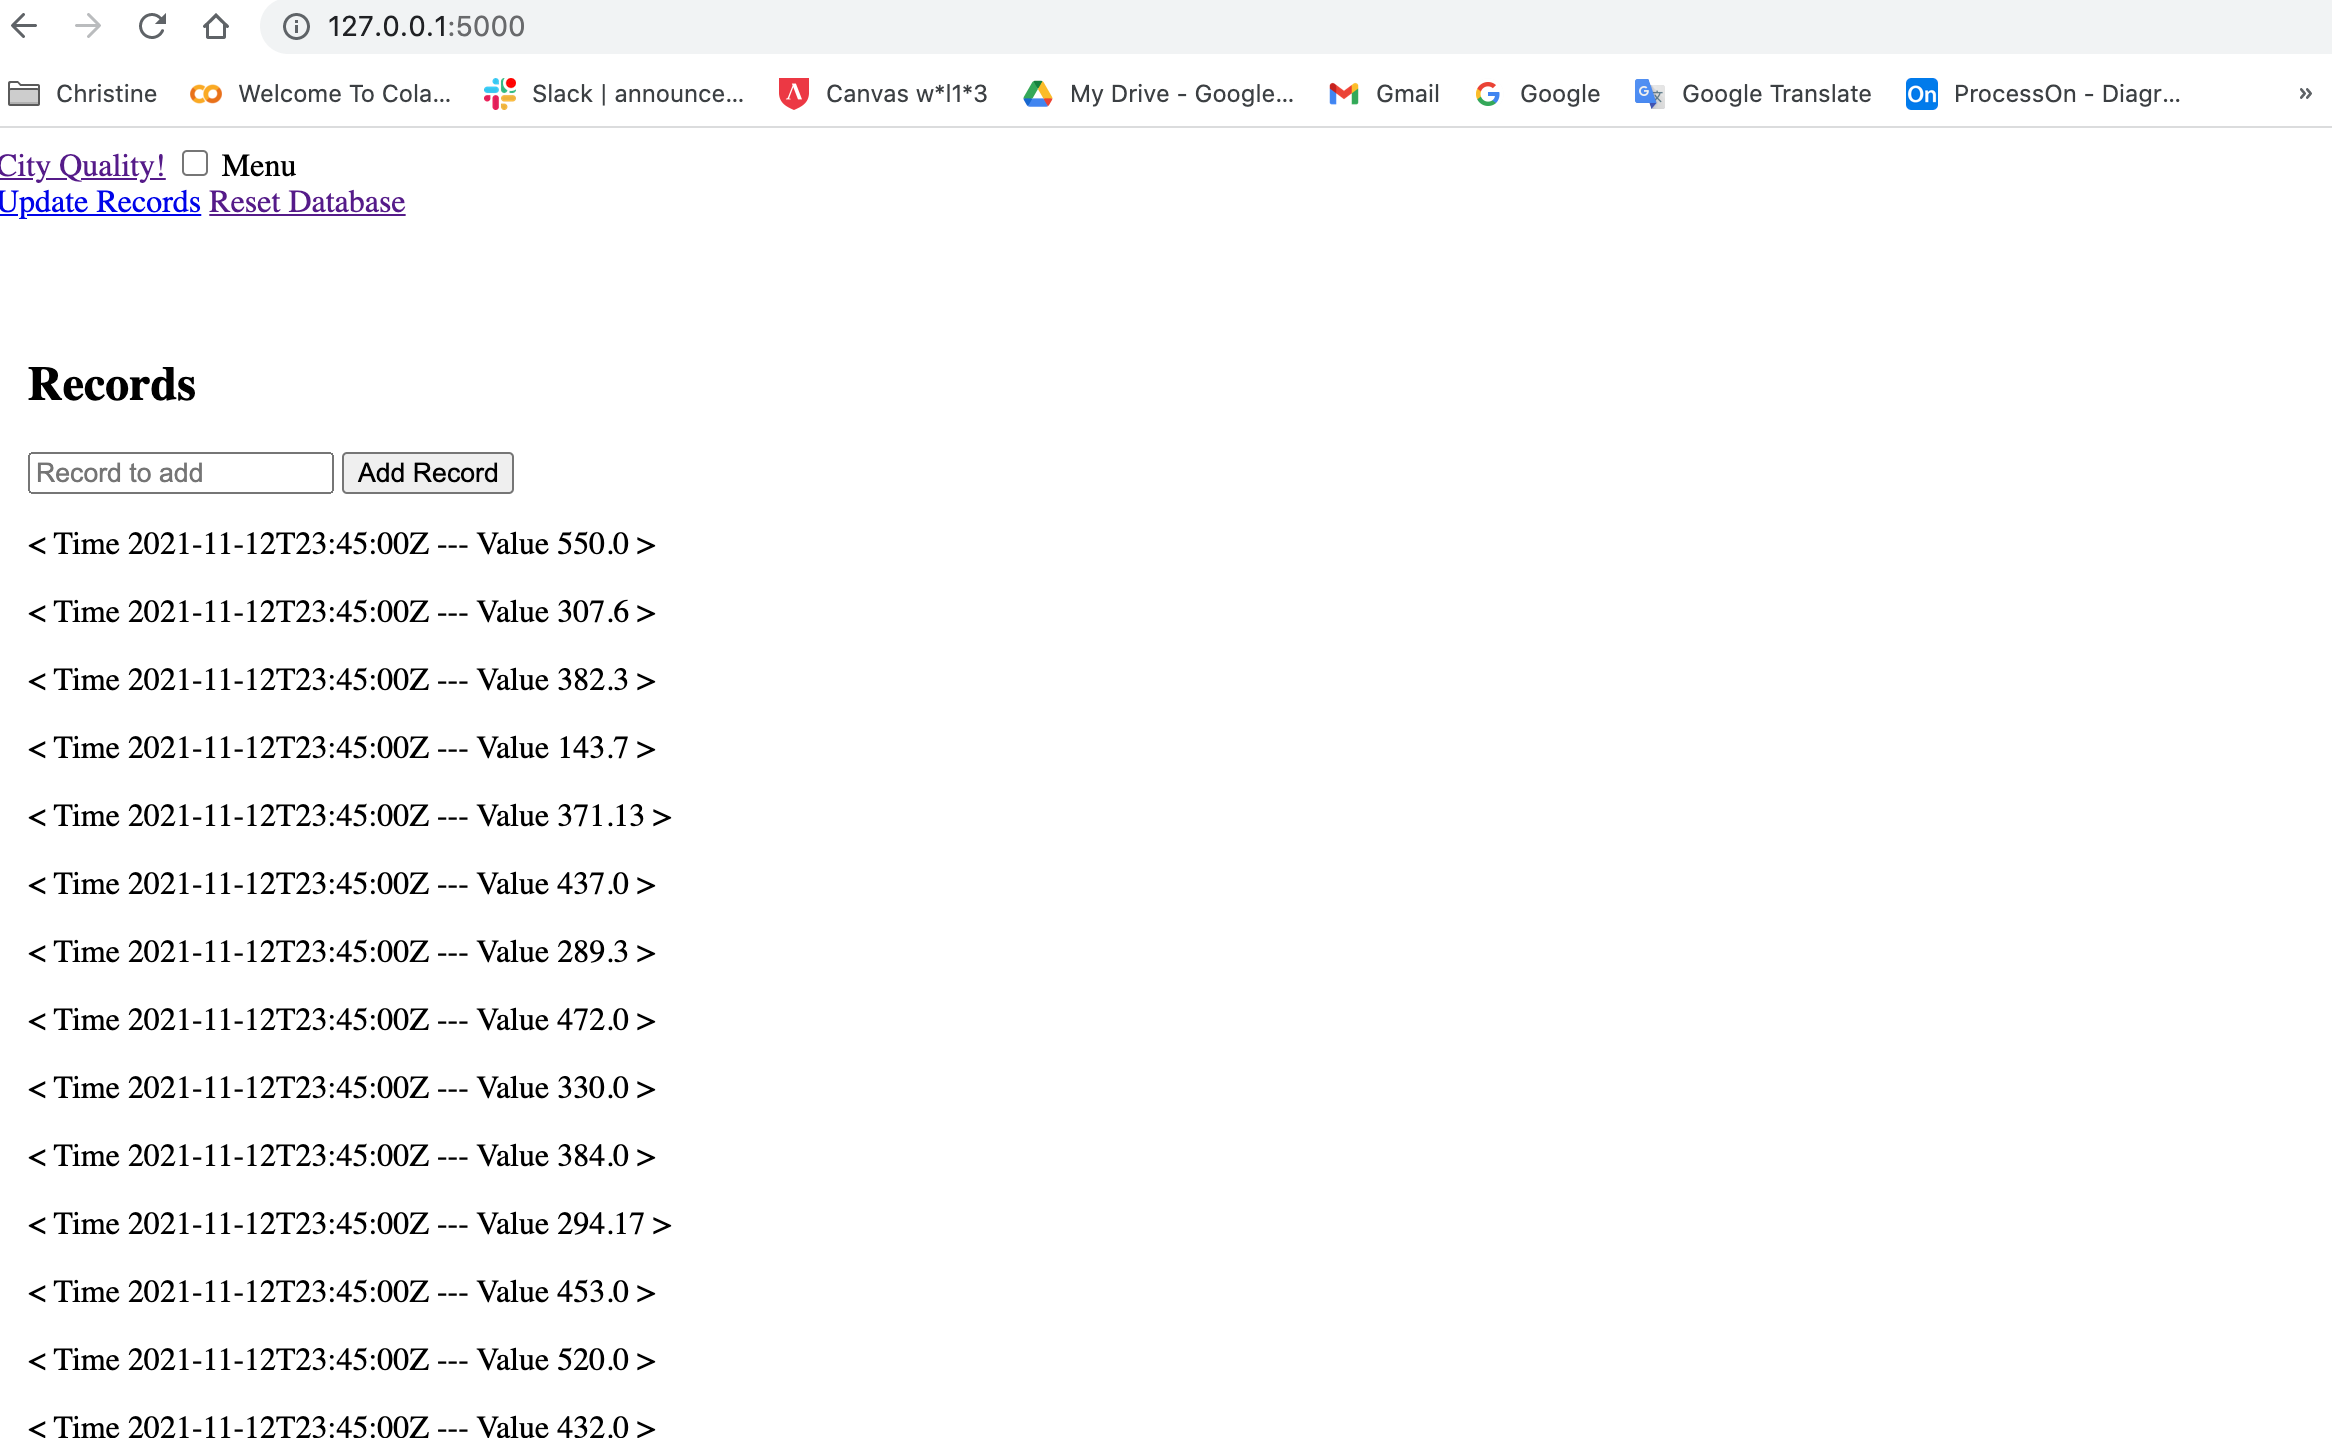 127.0.0.1:5000
Christine Welcome To Cola... Slack | announce... Canvas w*l1*3 My Drive - Google... Gmail Google Google Translate On ProcessOn - Diagr... »
City Quality! Menu
Update Records Reset Database
Records
Record to add Add Record
< Time 2021-11-12T23:45:00Z --- Value 550.0 >
< Time 2021-11-12T23:45:00Z --- Value 307.6 >
< Time 2021-11-12T23:45:00Z --- Value 382.3 >
< Time 2021-11-12T23:45:00Z --- Value 143.7 >
< Time 2021-11-12T23:45:00Z --- Value 371.13 >
< Time 2021-11-12T23:45:00Z --- Value 437.0 >
< Time 2021-11-12T23:45:00Z --- Value 289.3 >
< Time 2021-11-12T23:45:00Z --- Value 472.0 >
< Time 2021-11-12T23:45:00Z --- Value 330.0 >
< Time 2021-11-12T23:45:00Z --- Value 384.0 >
< Time 2021-11-12T23:45:00Z --- Value 294.17 >
< Time 2021-11-12T23:45:00Z --- Value 453.0 >
< Time 2021-11-12T23:45:00Z --- Value 520.0 >
< Time 2021-11-12T23:45:00Z --- Value 432.0 >